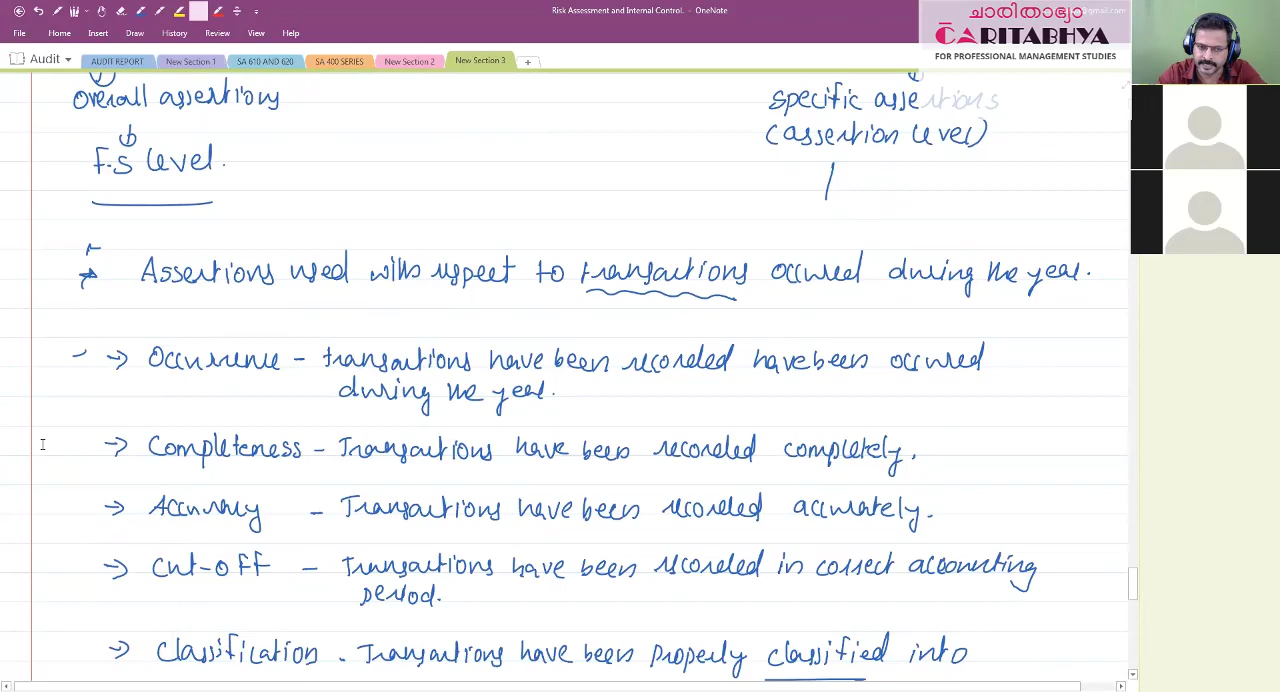 Risk Assessment and Internal Control. - OneNote
@gmail.com
File Home Insert Draw History Review View Help
ചാരിതാഭ്യാ
CARITABHYA
FOR PROFESSIONAL MANAGEMENT STUDIES
Audit
AUDIT REPORT New Section 1 SA 610 AND 620 SA 400 SERIES New Section 2 New Section 3 +
Overall assertions
F.S level.
specific assertions
(assertion level)
Assertions used with respect to transactions occured during the year.
→ Occurrence - transactions have been recorded have been occured
during the year.
→ Completeness - Transactions have been recorded completely.
→ Accuracy - Transactions have been recorded accurately.
→ Cut-off - Transactions have been recorded in correct accounting
period.
→ Classification - Transactions have been properly classified into